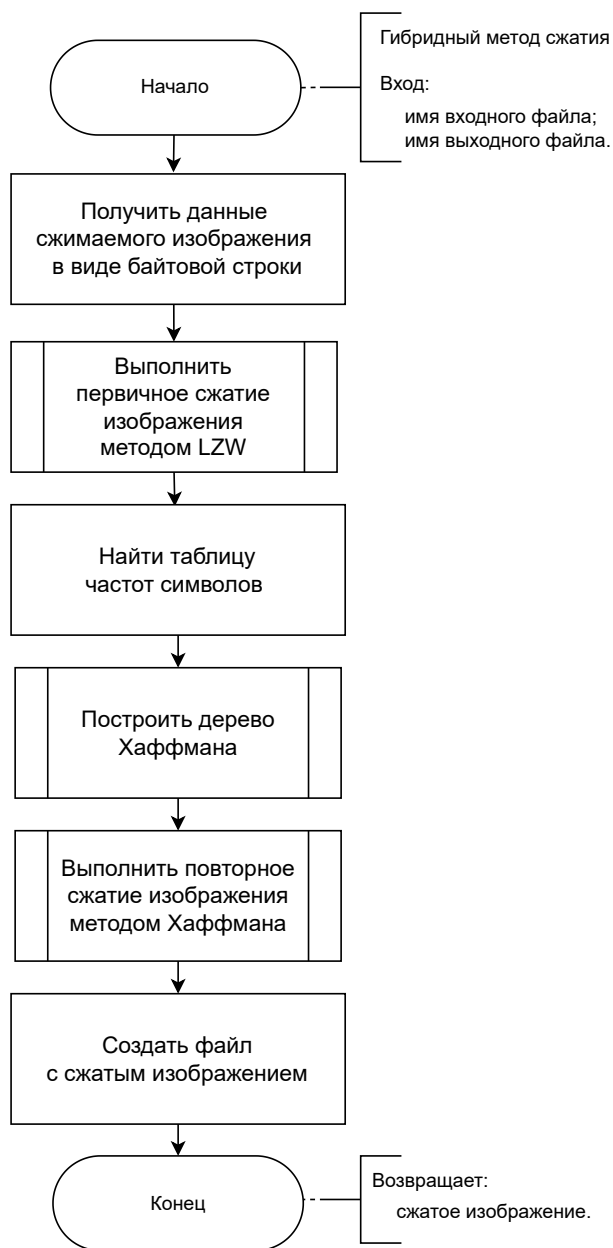 Начало
Гибридный метод сжатия
Вход:
имя входного файла;
имя выходного файла.
Получить данные
сжимаемого изображения
в виде байтовой строки
Выполнить
первичное сжатие
изображения
методом LZW
Найти таблицу
частот символов
Построить дерево
Хаффмана
Выполнить повторное
сжатие изображения
методом Хаффмана
Создать файл
с сжатым изображением
Конец
Возвращает:
сжатое изображение.